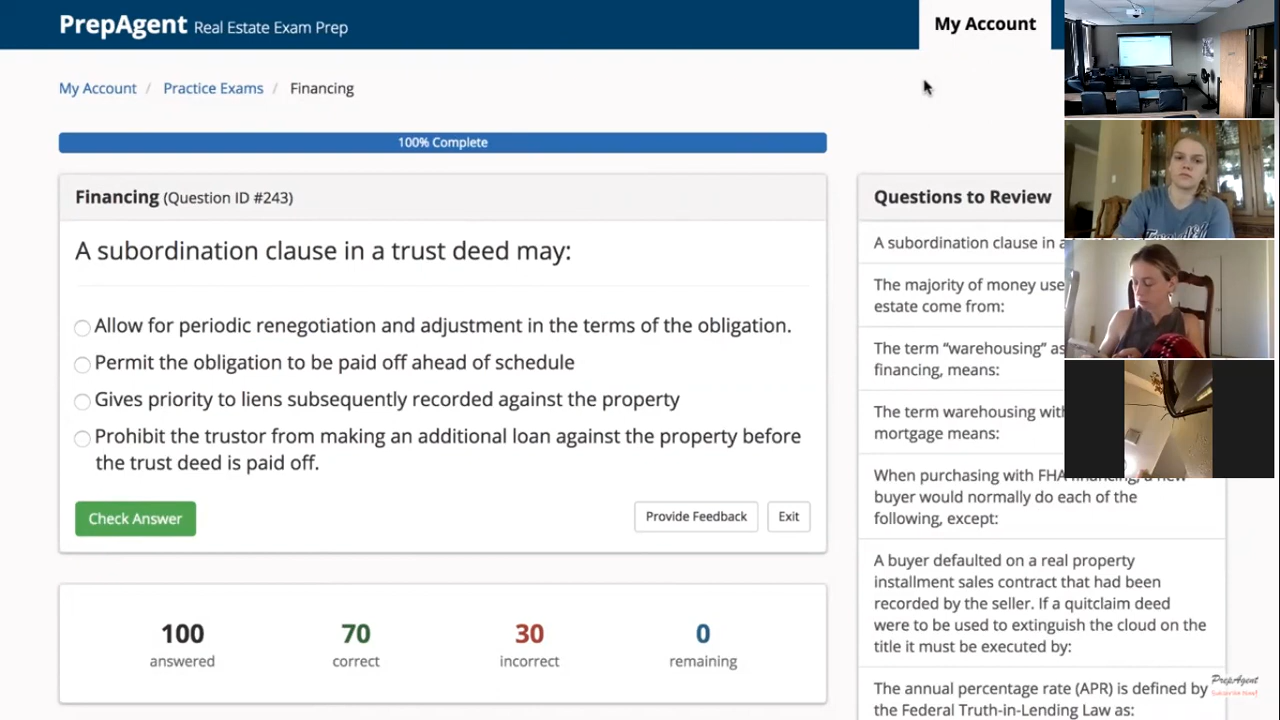 PrepAgent Real Estate Exam Prep
My Account
My Account / Practice Exams / Financing
100% Complete
Financing (Question ID #243)
A subordination clause in a trust deed may:
Allow for periodic renegotiation and adjustment in the terms of the obligation.
Permit the obligation to be paid off ahead of schedule
Gives priority to liens subsequently recorded against the property
Prohibit the trustor from making an additional loan against the property before
the trust deed is paid off.
Check Answer
Provide Feedback
Exit
100
answered
70
correct
30
incorrect
0
remaining
Questions to Review
A subordination clause in a
The majority of money use
estate come from:
The term “warehousing” as
financing, means:
The term warehousing with
mortgage means:
When purchasing with FHA financing, a new
buyer would normally do each of the
following, except:
A buyer defaulted on a real property
installment sales contract that had been
recorded by the seller. If a quitclaim deed
were to be used to extinguish the cloud on the
title it must be executed by:
The annual percentage rate (APR) is defined by
the Federal Truth-in-Lending Law as:
PrepAgent
Subscribe Now!